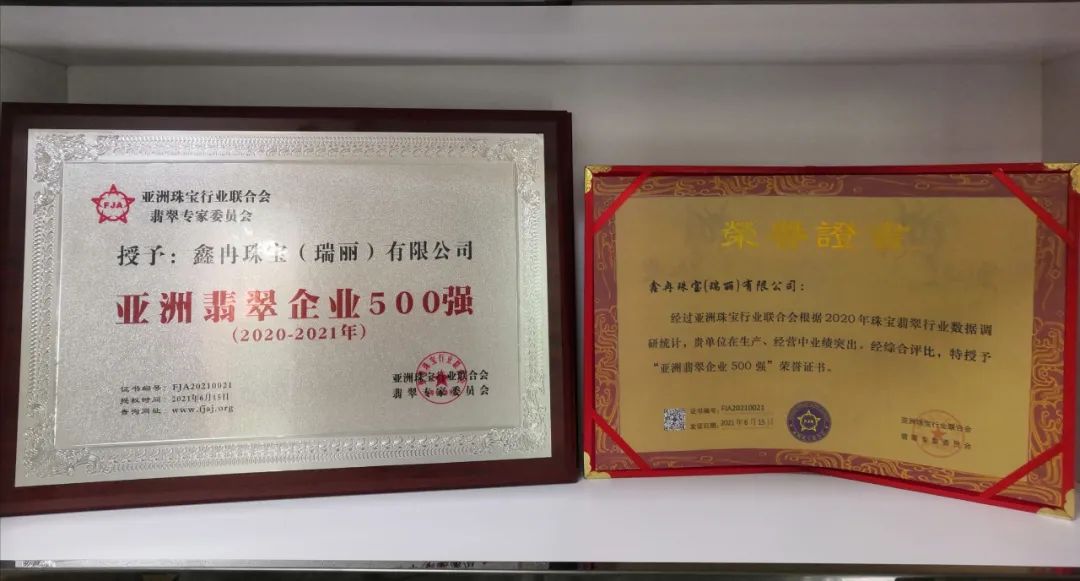 FJA
亚洲珠宝行业联合会
翡翠专家委员会
授予：鑫冉珠宝（瑞丽）有限公司
亚洲翡翠企业500强
(2020-2021年)
证书编号：FJA20210021
授权时间：2021年6月15日
查询网址：www.fjaj.org
亚洲珠宝行业联合会
翡翠专家委员会
榮譽證書
鑫冉珠宝(瑞丽)有限公司：
经过亚洲珠宝行业联合会根据2020年珠宝翡翠行业数据调
研统计，贵单位在生产、经营中业绩突出。经综合评比，特授予
“亚洲翡翠企业500强”荣誉证书。
证书编号：FJA20210021
发证日期：2021年6月15日
FJA
亚洲珠宝行业联合会
翡翠专家委员会